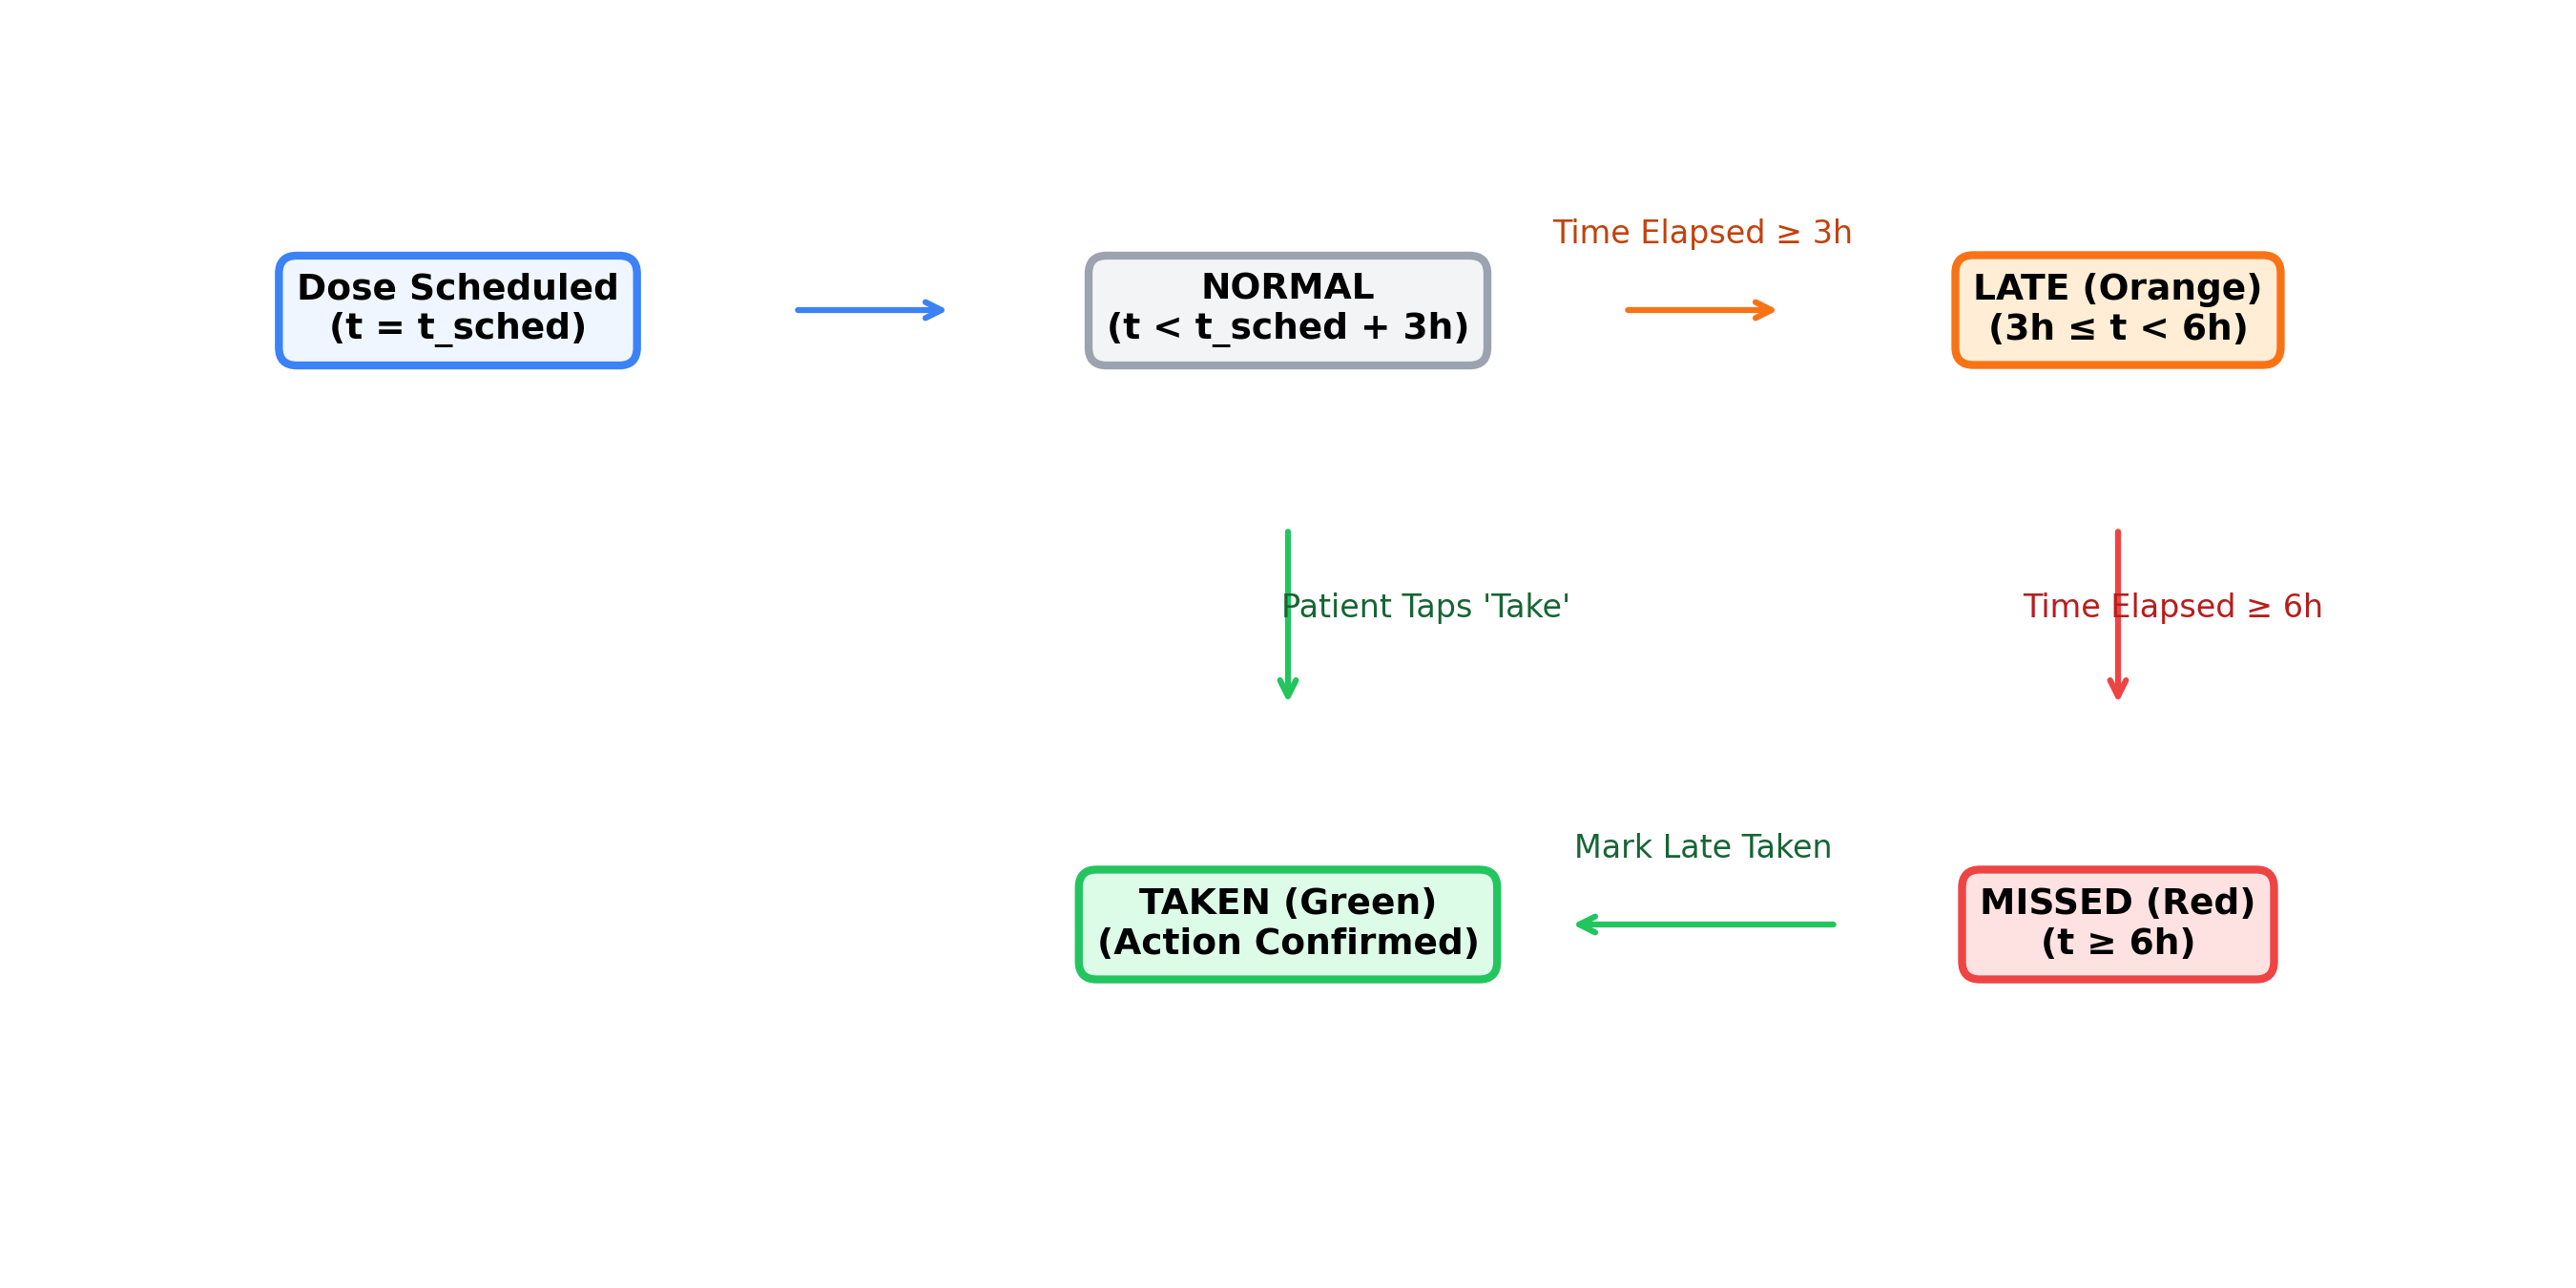 Time Elapsed ≥ 3h
Dose Scheduled
(t = t_sched)
NORMAL
(t < t_sched + 3h)
LATE (Orange)
(3h ≤ t < 6h)
Patient Taps 'Take'
Time Elapsed ≥ 6h
Mark Late Taken
TAKEN (Green)
(Action Confirmed)
MISSED (Red)
(t ≥ 6h)